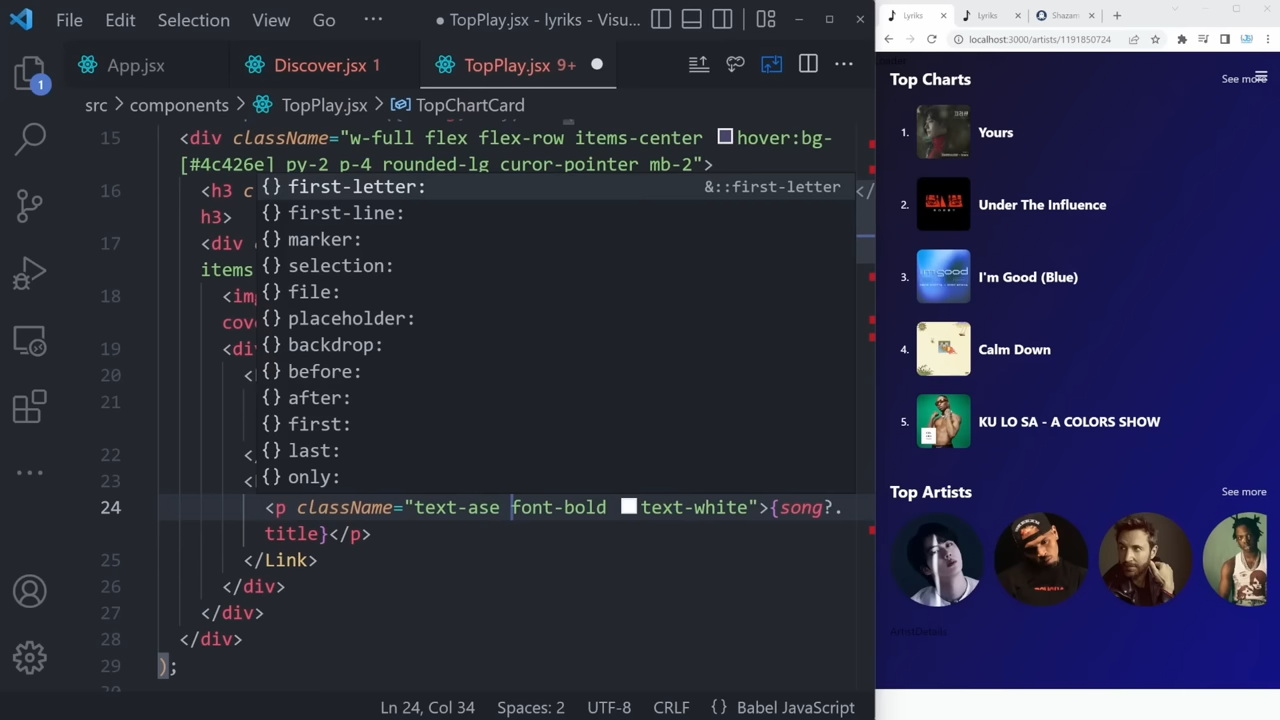 File Edit Selection View Go ··· ● TopPlay.jsx - lyriks - Visu...
App.jsx Discover.jsx 1 TopPlay.jsx 9+ ● ···
src > components > TopPlay.jsx > TopChartCard
15 <div className="w-full flex flex-row items-center hover:bg-
[#4c426e] py-2 p-4 rounded-lg curor-pointer mb-2">
16 <h3 c </
h3>
17 <div
items
18 <im
cov
19 <div
20 <
21
22 <
23 <
{} first-letter: &::first-letter
{} first-line:
{} marker:
{} selection:
{} file:
{} placeholder:
{} backdrop:
{} before:
{} after:
{} first:
{} last:
{} only:
24 <p className="text-ase font-bold text-white">{song?.
title}</p>
25 </Link>
26 </div>
27 </div>
28 </div>
29 );
1
Ln 24, Col 34 Spaces: 2 UTF-8 CRLF {} Babel JavaScript
Lyriks × Lyriks × Shazam × +
localhost:3000/artists/1191850724
Top Charts See more
1. Yours
2. Under The Influence
3. I'm Good (Blue)
4. Calm Down
5. KU LO SA - A COLORS SHOW
Top Artists See more
ArtistDetails